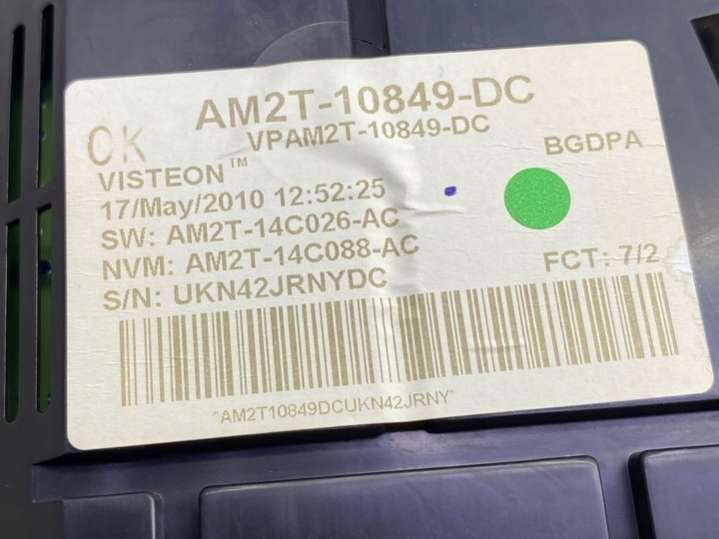 AM2T-10849-DC
OK
VPAM2T-10849-DC
BGDPA
VISTEON™
17/May/2010 12:52:25
SW: AM2T-14C026-AC
NVM: AM2T-14C088-AC
FCT: 7/2
S/N: UKN42JRNYDC
"AM2T10849DCUKN42JRNY"